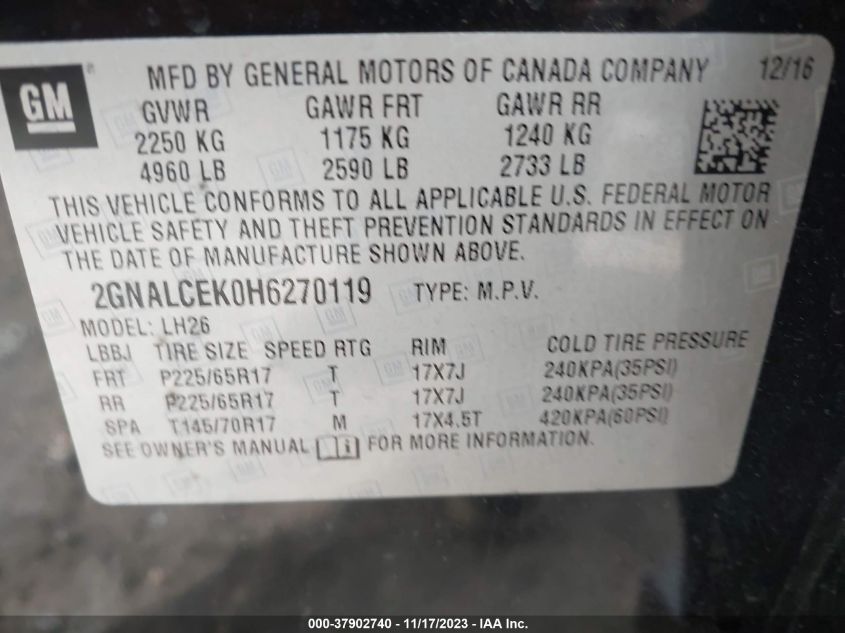 GM ® MFD BY GENERAL MOTORS OF CANADA COMPANY 12/16
GVWR GAWR FRT GAWR RR
2250 KG 1175 KG 1240 KG
4960 LB 2590 LB 2733 LB
THIS VEHICLE CONFORMS TO ALL APPLICABLE U.S. FEDERAL MOTOR
VEHICLE SAFETY AND THEFT PREVENTION STANDARDS IN EFFECT ON
THE DATE OF MANUFACTURE SHOWN ABOVE.
2GNALCEK0H6270119 TYPE: M.P.V.
MODEL: LH26
LBBJ TIRE SIZE SPEED RTG RIM COLD TIRE PRESSURE
FRT P225/65R17 T 17X7J 240KPA(35PSI)
RR P225/65R17 T 17X7J 240KPA(35PSI)
SPA T145/70R17 M 17X4.5T 420KPA(60PSI)
SEE OWNER'S MANUAL i FOR MORE INFORMATION.
000-37902740 - 11/17/2023 - IAA Inc.